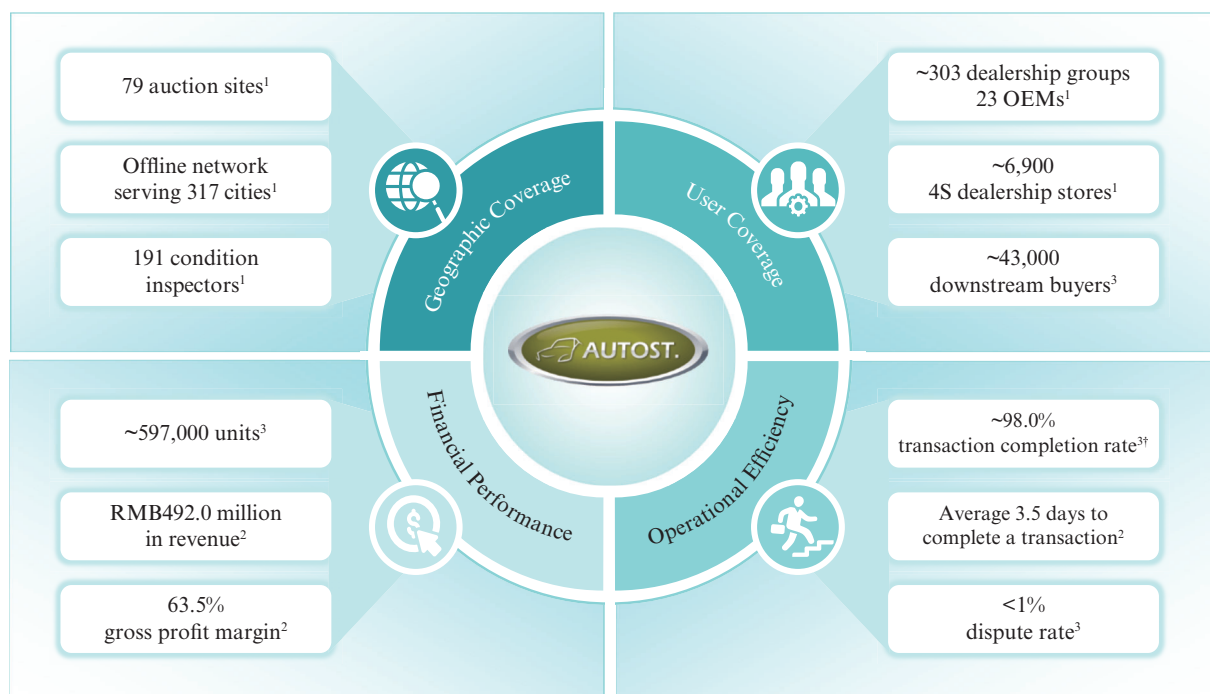 79 auction sites¹
Offline network
serving 317 cities¹
191 condition
inspectors¹
Geographic Coverage
~303 dealership groups
23 OEMs¹
~6,900
4S dealership stores¹
~43,000
downstream buyers³
User Coverage
AUTOST.
~597,000 units³
RMB492.0 million
in revenue²
63.5%
gross profit margin²
Financial Performance
$
~98.0%
transaction completion rate³†
Average 3.5 days to
complete a transaction²
<1%
dispute rate³
Operational Efficiency